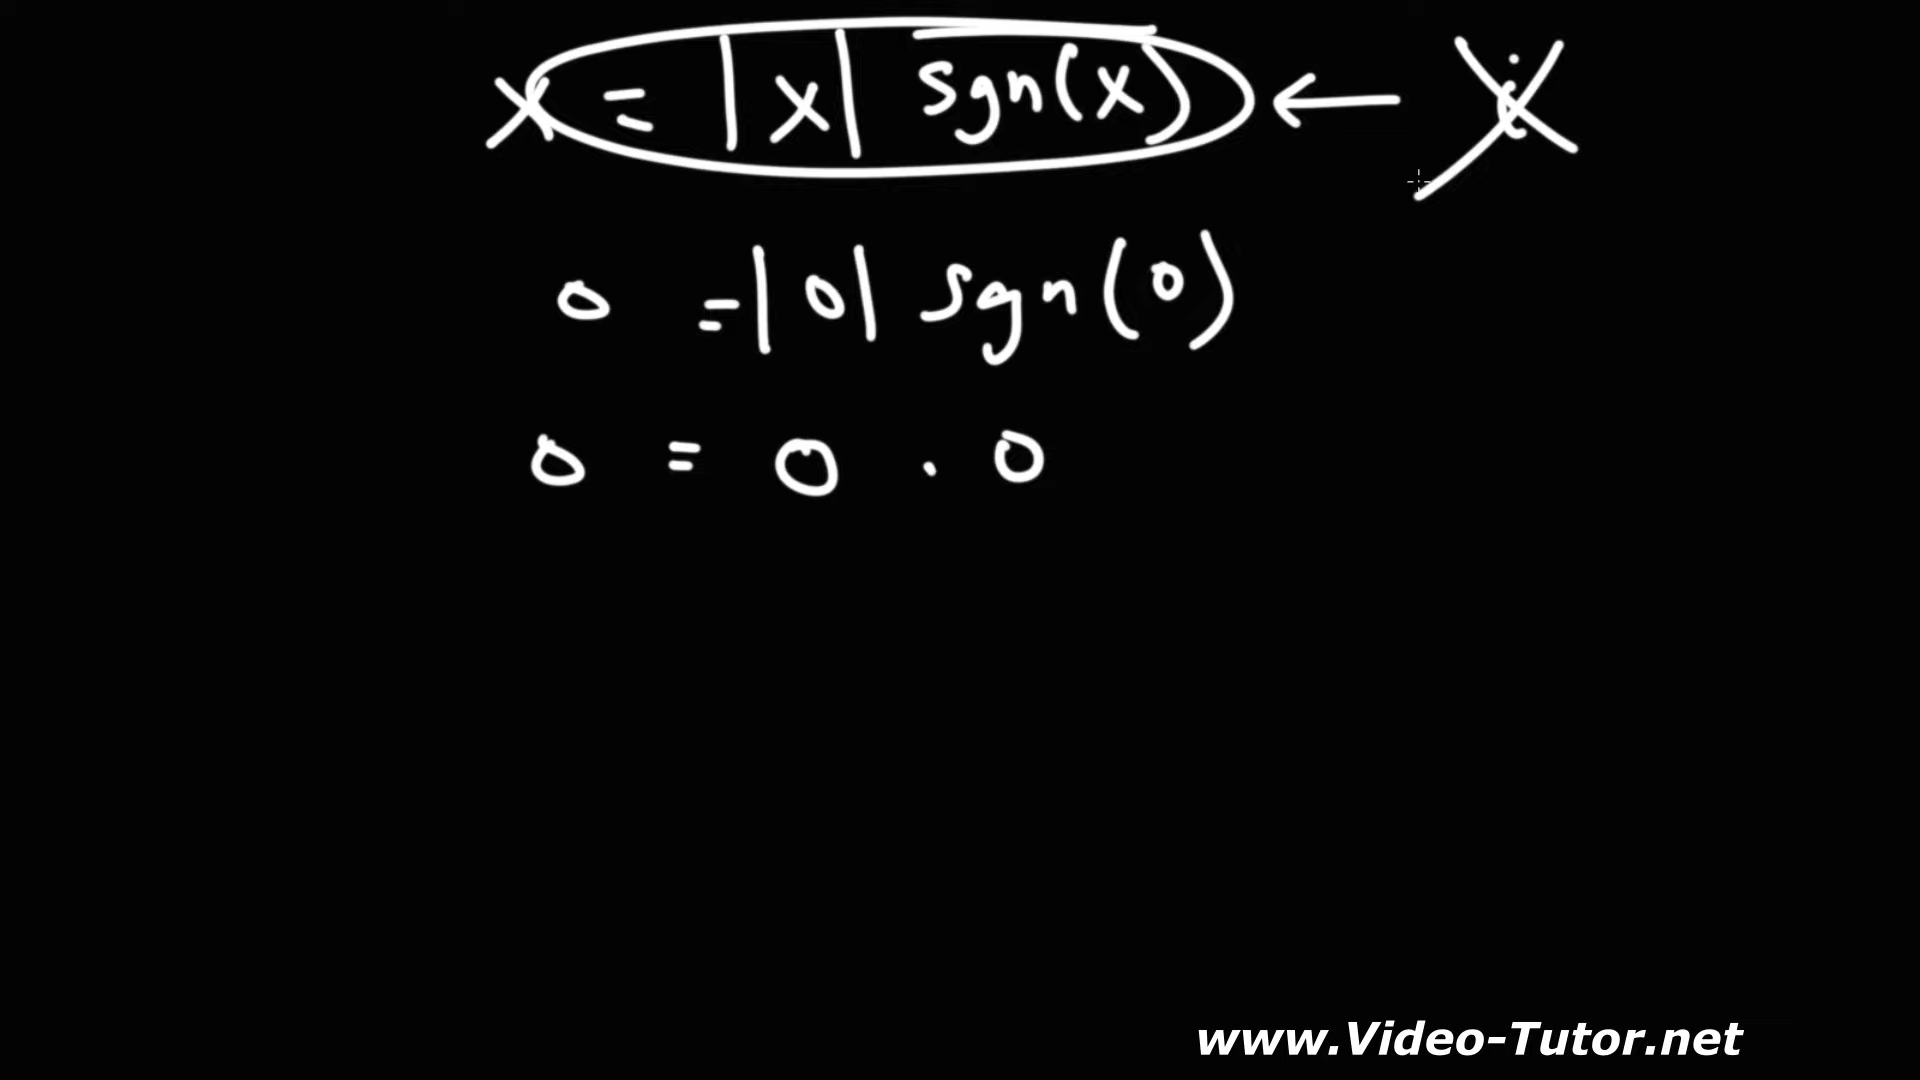 x = |x| sgn(x) ← i
0 = |0| sgn(0)
0 = 0 . 0
www.Video-Tutor.net